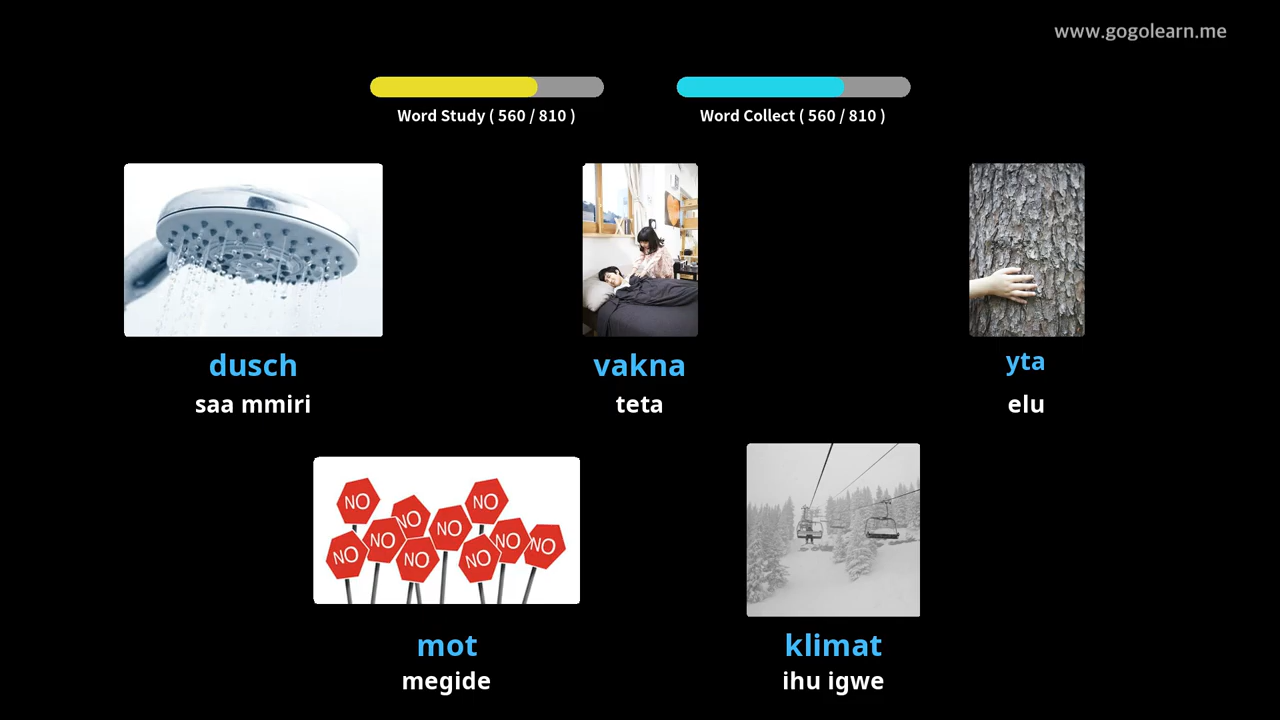 www.gogolearn.me
Word Study ( 560 / 810 )
Word Collect ( 560 / 810 )
dusch
saa mmiri
vakna
teta
yta
elu
NO
NO
NO
NO
NO
NO
NO
NO
NO
NO
mot
megide
klimat
ihu igwe